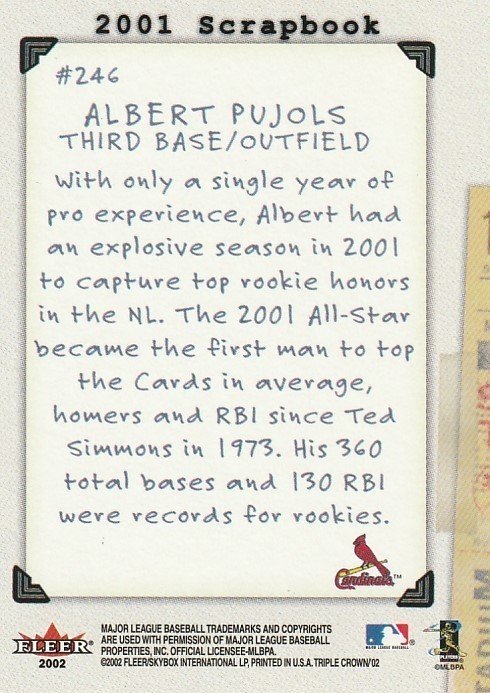 2001 Scrapbook
#246
ALBERT PUJOLS
THIRD BASE/OUTFIELD
With only a single year of
pro experience, Albert had
an explosive season in 2001
to capture top rookie honors
in the NL. The 2001 All-Star
became the first man to top
the Cards in average,
homers and RBI since Ted
Simmons in 1973. His 360
total bases and 130 RBI
were records for rookies.
Cardinals™
FLEER
2002
MAJOR LEAGUE BASEBALL TRADEMARKS AND COPYRIGHTS
ARE USED WITH PERMISSION OF MAJOR LEAGUE BASEBALL
PROPERTIES, INC. OFFICIAL LICENSEE-MLBPA.
©2002 FLEER/SKYBOX INTERNATIONAL LP, PRINTED IN U.S.A. TRIPLE CROWN'02
MAJOR LEAGUE BASEBALL
PLAYERS
©MLBPA